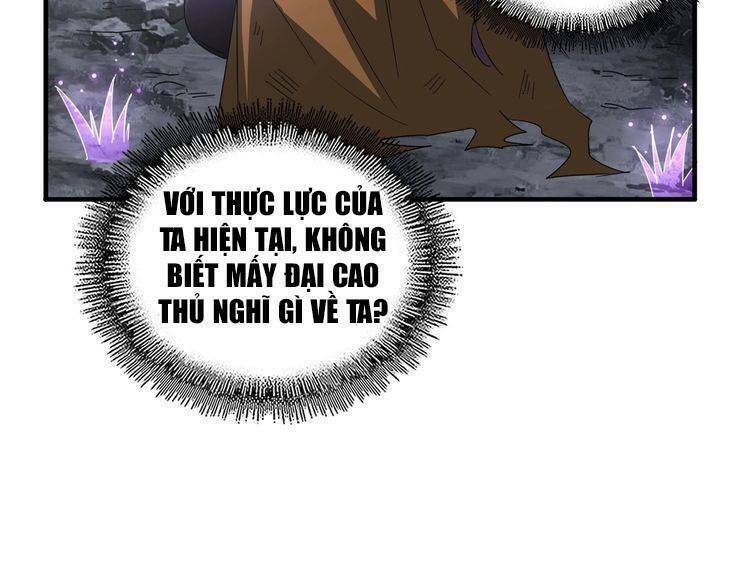 VỚI THỰC LỰC CỦA
TA HIỆN TẠI, KHÔNG
BIẾT MẤY ĐẠI CAO
THỦ NGHĨ GÌ VỀ TA?